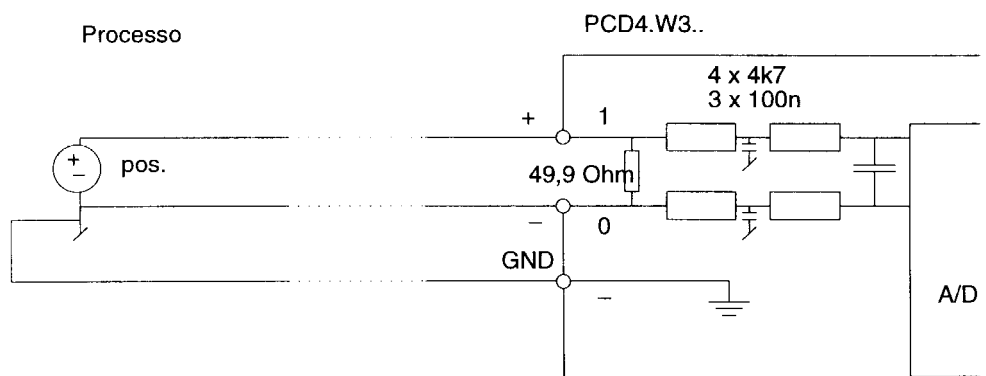 Processo
PCD4.W3..
4 x 4k7
3 x 100n
+
1
+
−
pos.
49,9 Ohm
−
0
GND
−
A/D